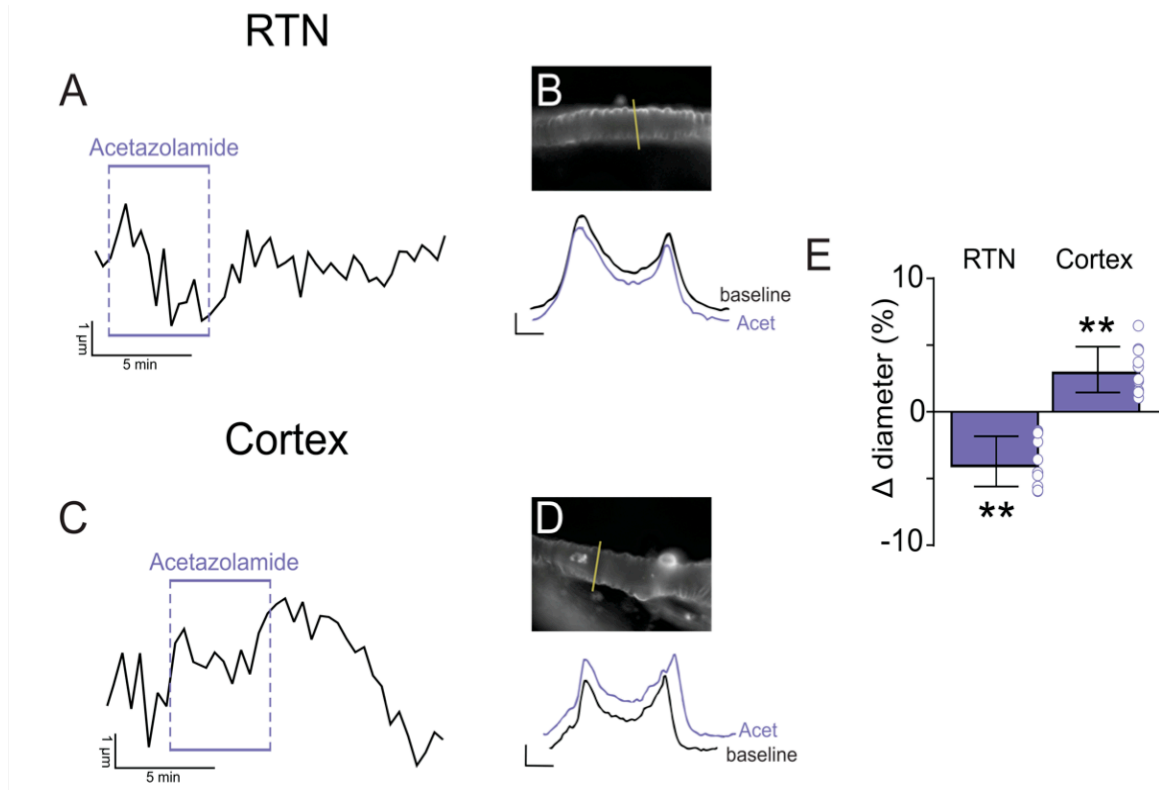 RTN
A
Acetazolamide
1 µm
5 min
B
baseline
Acet
Cortex
C
Acetazolamide
1 µm
5 min
D
Acet
baseline
E
RTN Cortex
10
0
-10
Δ diameter (%)
**
**